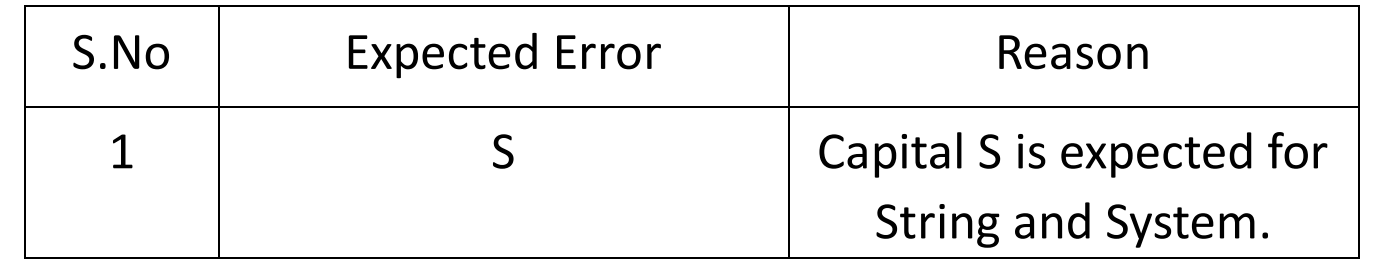 S.No Expected Error Reason
1 S Capital S is expected for
String and System.